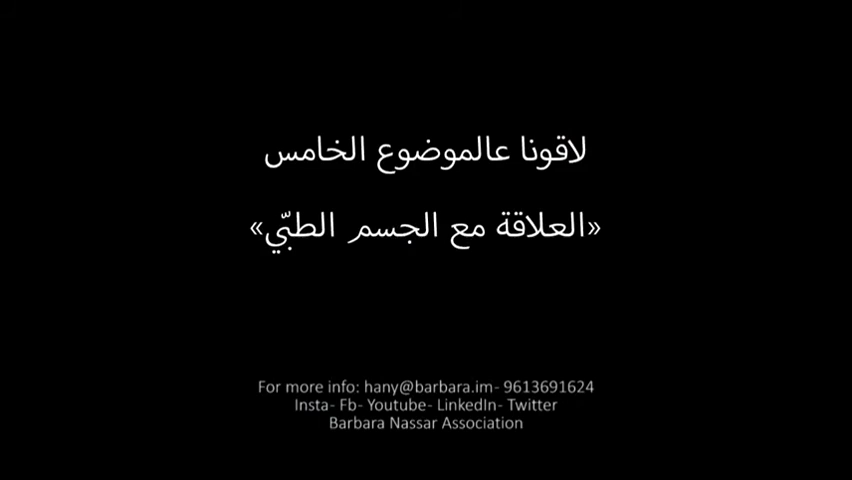 لاقونا عالموضوع الخامس
«العلاقة مع الجسم الطبّي»
For more info: hany@barbara.im- 9613691624
Insta- Fb- Youtube- LinkedIn- Twitter
Barbara Nassar Association